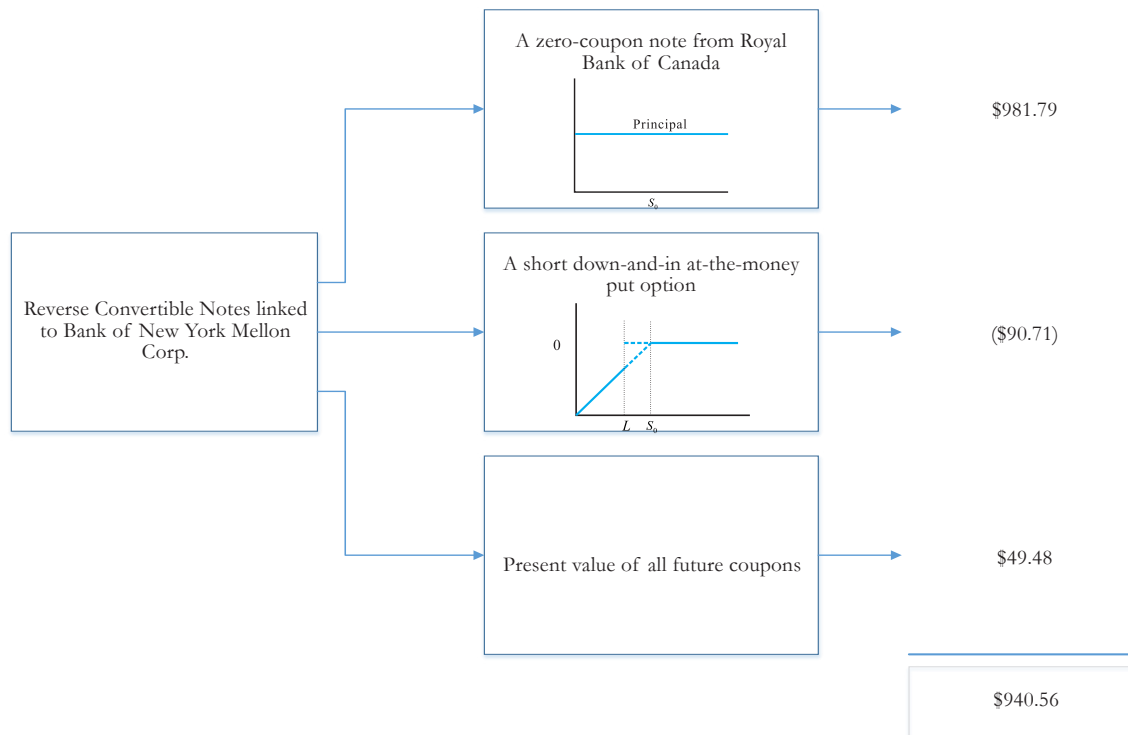 A zero-coupon note from Royal
Bank of Canada
Principal
S₀
$981.79
Reverse Convertible Notes linked
to Bank of New York Mellon
Corp.
A short down-and-in at-the-money
put option
0
L
S₀
($90.71)
Present value of all future coupons
$49.48
$940.56